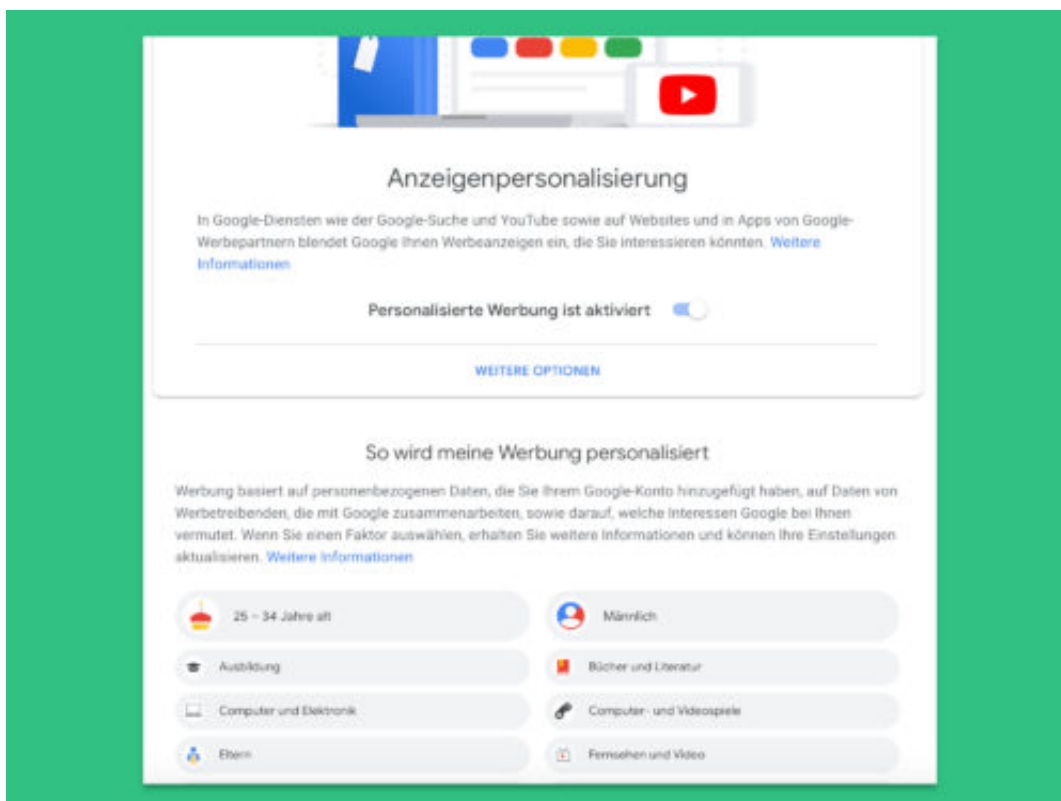 Anzeigenpersonalisierung
In Google-Diensten wie der Google-Suche und YouTube sowie auf Websites und in Apps von Google-
Werbepartnern blendet Google Ihnen Werbeanzeigen ein, die Sie interessieren könnten. Weitere
Informationen
Personalisierte Werbung ist aktiviert
WEITERE OPTIONEN
So wird meine Werbung personalisiert
Werbung basiert auf personenbezogenen Daten, die Sie Ihrem Google-Konto hinzugefügt haben, auf Daten von
Werbetreibenden, die mit Google zusammenarbeiten, sowie darauf, welche Interessen Google bei Ihnen
vermutet. Wenn Sie einen Faktor auswählen, erhalten Sie weitere Informationen und können Ihre Einstellungen
aktualisieren. Weitere Informationen
25 – 34 Jahre alt
Männlich
Ausbildung
Bücher und Literatur
Computer und Elektronik
Computer- und Videospiele
Eltern
Fernsehen und Video